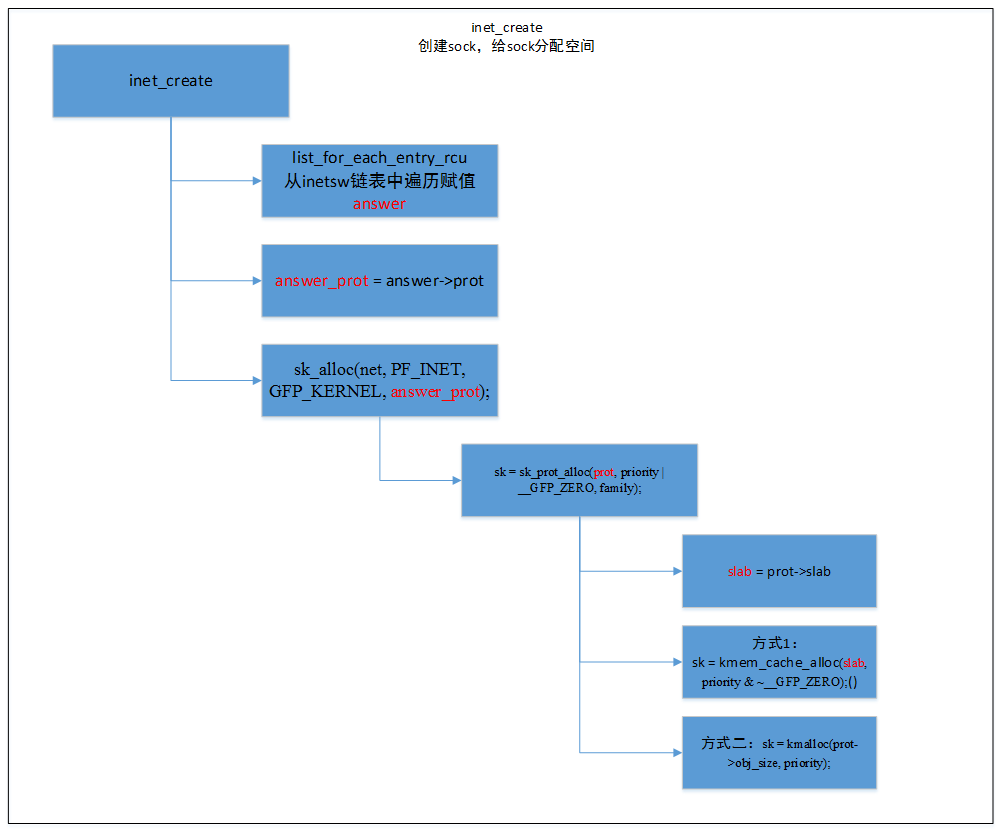 inet_create
创建sock，给sock分配空间
inet_create
list_for_each_entry_rcu
从inetsw链表中遍历赋值
answer
answer_prot = answer->prot
sk_alloc(net, PF_INET,
GFP_KERNEL, answer_prot);
sk = sk_prot_alloc(prot, priority |
__GFP_ZERO, family);
slab = prot->slab
方式1：
sk = kmem_cache_alloc(slab,
priority & ~__GFP_ZERO);()
方式二：sk = kmalloc(prot-
>obj_size, priority);